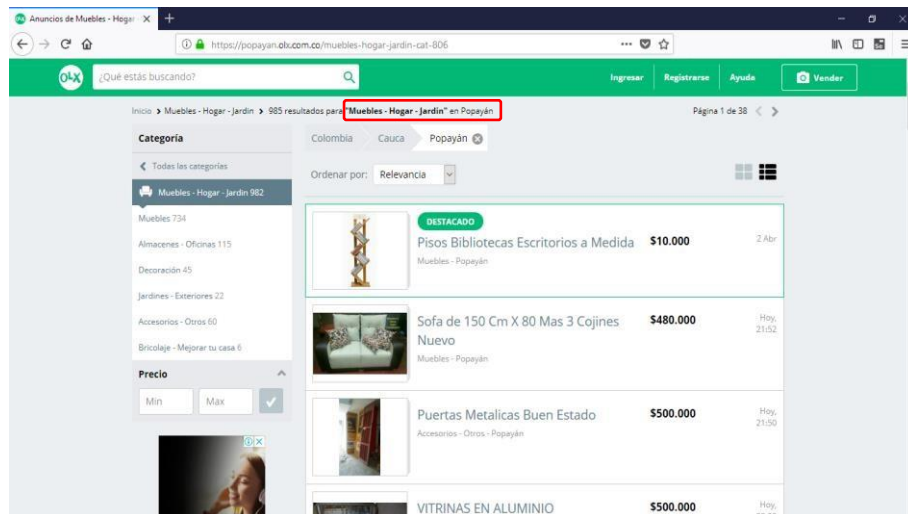 Anuncios de Muebles - Hogar
https://popayan.olx.com.co/muebles-hogar-jardin-cat-806
OLX
¿Qué estás buscando?
Ingresar
Registrarse
Ayuda
Vender
Inicio > Muebles - Hogar - Jardin > 985 resultados para "Muebles - Hogar - Jardin" en Popayán
Página 1 de 38
Categoría
Todas las categorías
Muebles - Hogar - Jardin 982
Muebles 734
Almacenes - Oficinas 115
Decoración 45
Jardines - Exteriores 22
Accesorios - Otros 60
Bricolaje - Mejorar tu casa 6
Precio
Min
Max
Colombia
Cauca
Popayán
Ordenar por: Relevancia
DESTACADO
Pisos Bibliotecas Escritorios a Medida
$10.000
2 Abr
Muebles - Popayán
Sofa de 150 Cm X 80 Mas 3 Cojines
Nuevo
$480.000
Hoy,
21:52
Muebles - Popayán
Puertas Metalicas Buen Estado
$500.000
Hoy,
21:50
Accesorios - Otros - Popayán
VITRINAS EN ALUMINIO
$500.000
Hoy,